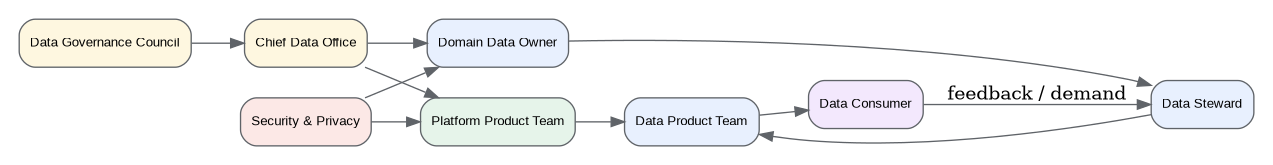 Data Governance Council
Chief Data Office
Domain Data Owner
Security & Privacy
Platform Product Team
Data Product Team
Data Consumer
feedback / demand
Data Steward